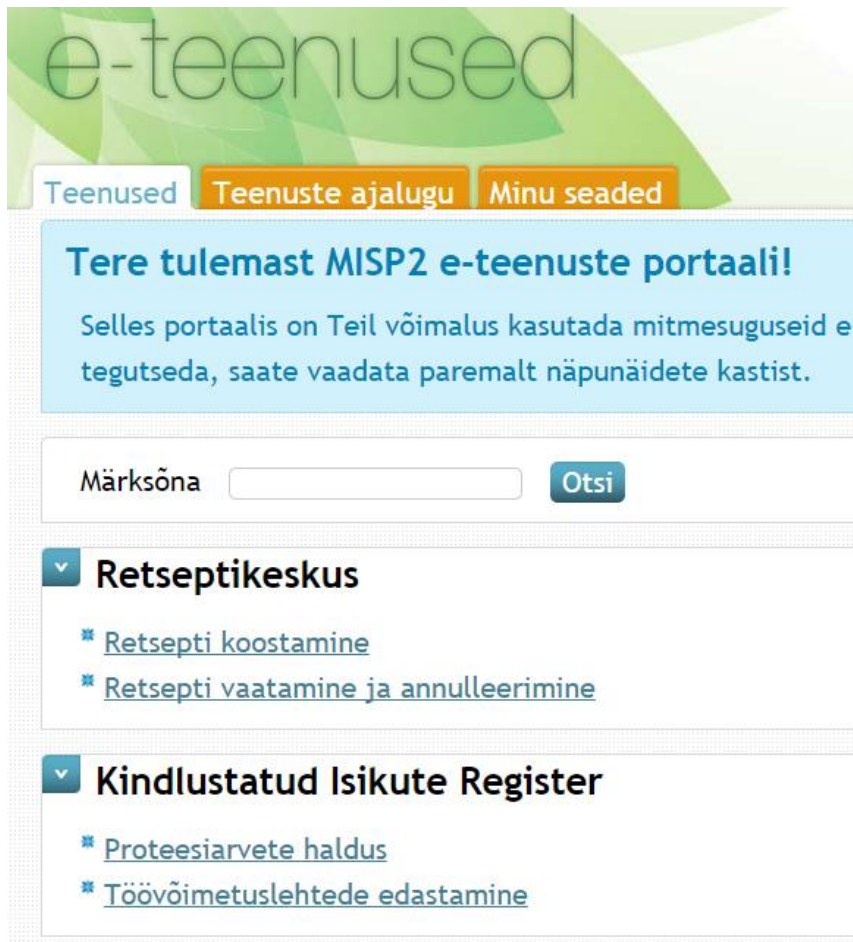 e-teenused
Teenused Teenuste ajalugu Minu seaded
Tere tulemast MISP2 e-teenuste portaali!
Selles portaalis on Teil võimalus kasutada mitmesuguseid e
tegutseda, saate vaadata paremalt näpunäidete kastist.
Märksõna Otsi
Retseptikeskus
Retsepti koostamine
Retsepti vaatamine ja annulleerimine
Kindlustatud Isikute Register
Proteesiarvete haldus
Töövõimetuslehtede edastamine